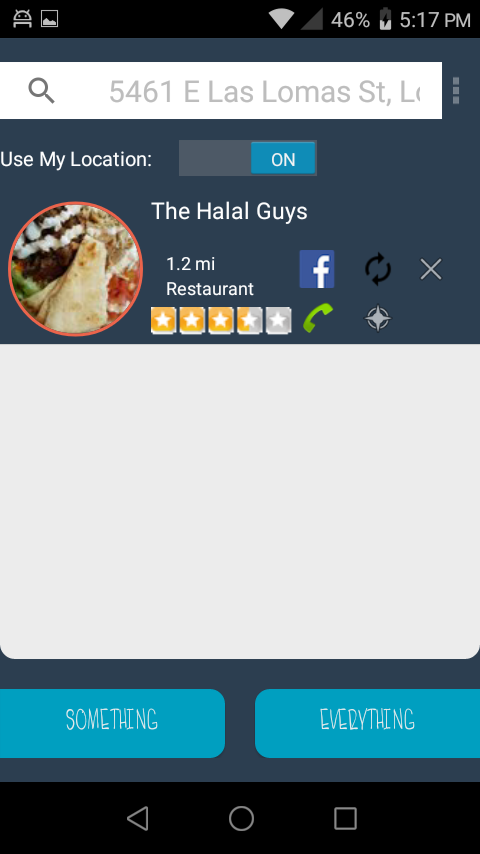 46% 5:17 PM
5461 E Las Lomas St, Lo
Use My Location: ON
The Halal Guys
1.2 mi
Restaurant
SOMETHING EVERYTHING